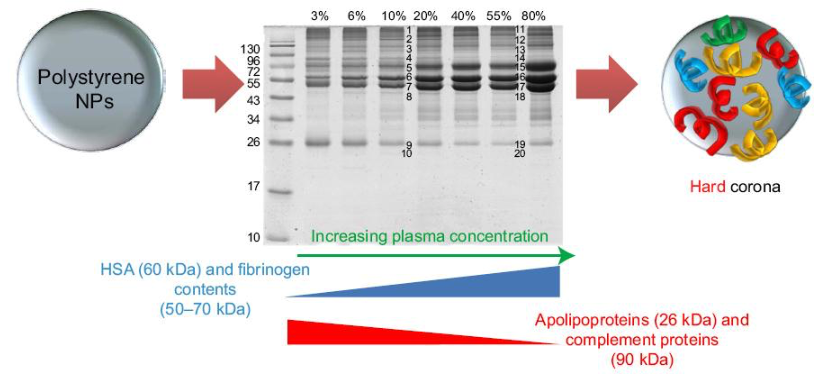 3% 6% 10% 20% 40% 55% 80%
Polystyrene
NPs
130
96
72
55
43
34
26
17
10
1
2
3
4
5
6
7
8
9
10
11
12
13
14
15
16
17
18
19
20
Hard corona
Increasing plasma concentration
HSA (60 kDa) and fibrinogen
contents
(50–70 kDa)
Apolipoproteins (26 kDa) and
complement proteins
(90 kDa)